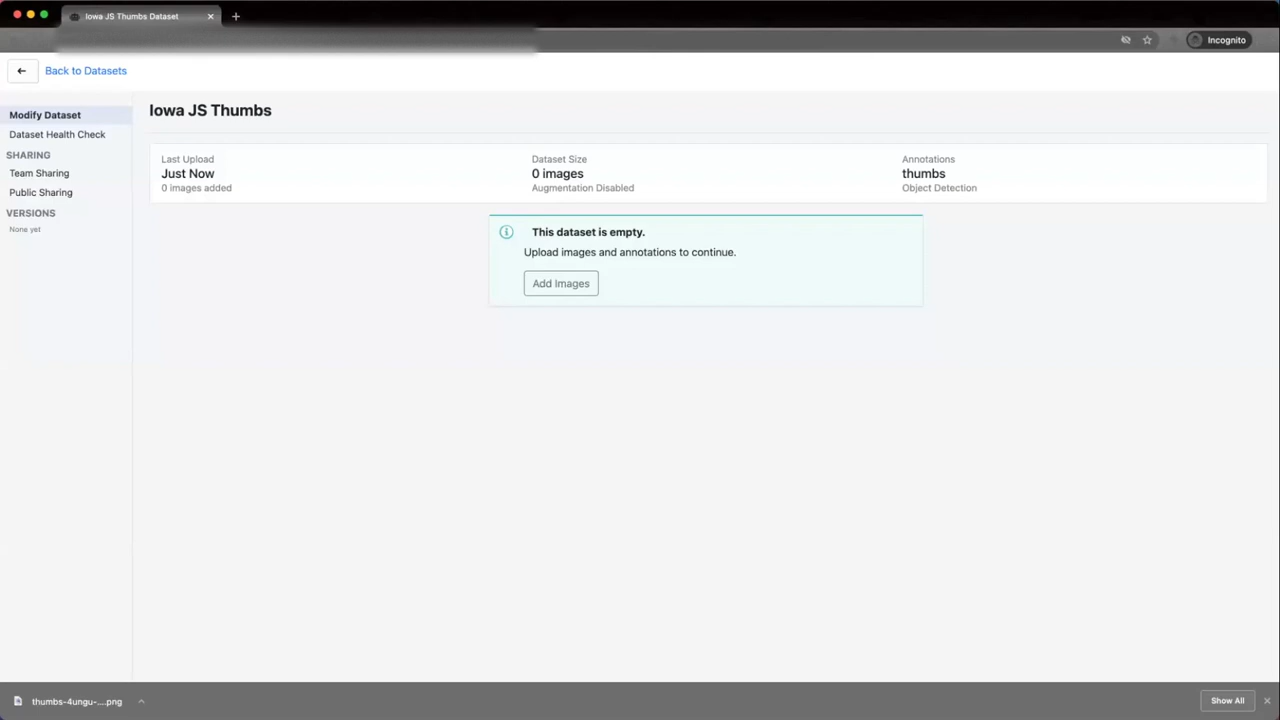 Iowa JS Thumbs Dataset
Incognito
Back to Datasets
Modify Dataset
Dataset Health Check
SHARING
Team Sharing
Public Sharing
VERSIONS
None yet
Iowa JS Thumbs
Last Upload
Just Now
0 images added
Dataset Size
0 images
Augmentation Disabled
Annotations
thumbs
Object Detection
This dataset is empty.
Upload images and annotations to continue.
Add Images
thumbs-4ungu-....png
Show All